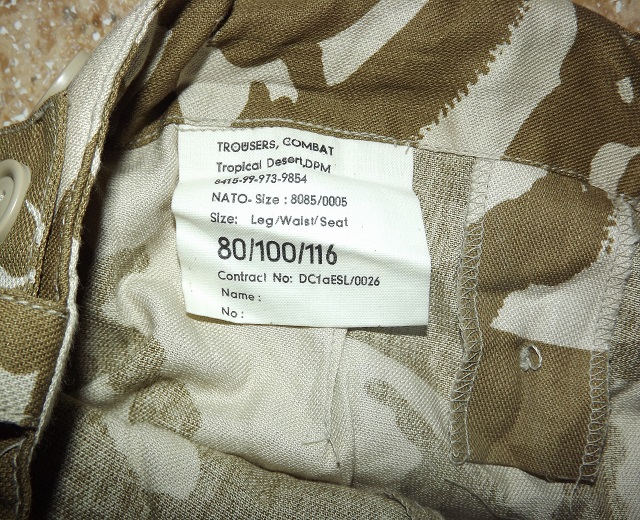 TROUSERS, COMBAT
Tropical Desert,DPM
8415-99-973-9854
NATO- Size : 8085/0005
Size: Leg/Waist/Seat
80/100/116
Contract No: DC1aESL/0026
Name :
No :